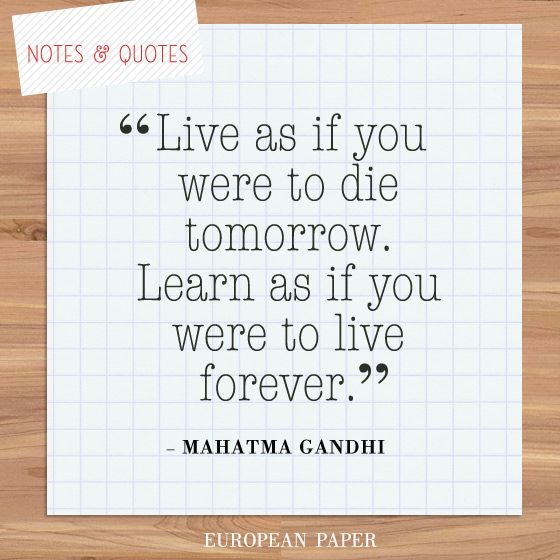 NOTES & QUOTES
“Live as if you
were to die
tomorrow.
Learn as if you
were to live
forever.”
– MAHATMA GANDHI
EUROPEAN PAPER